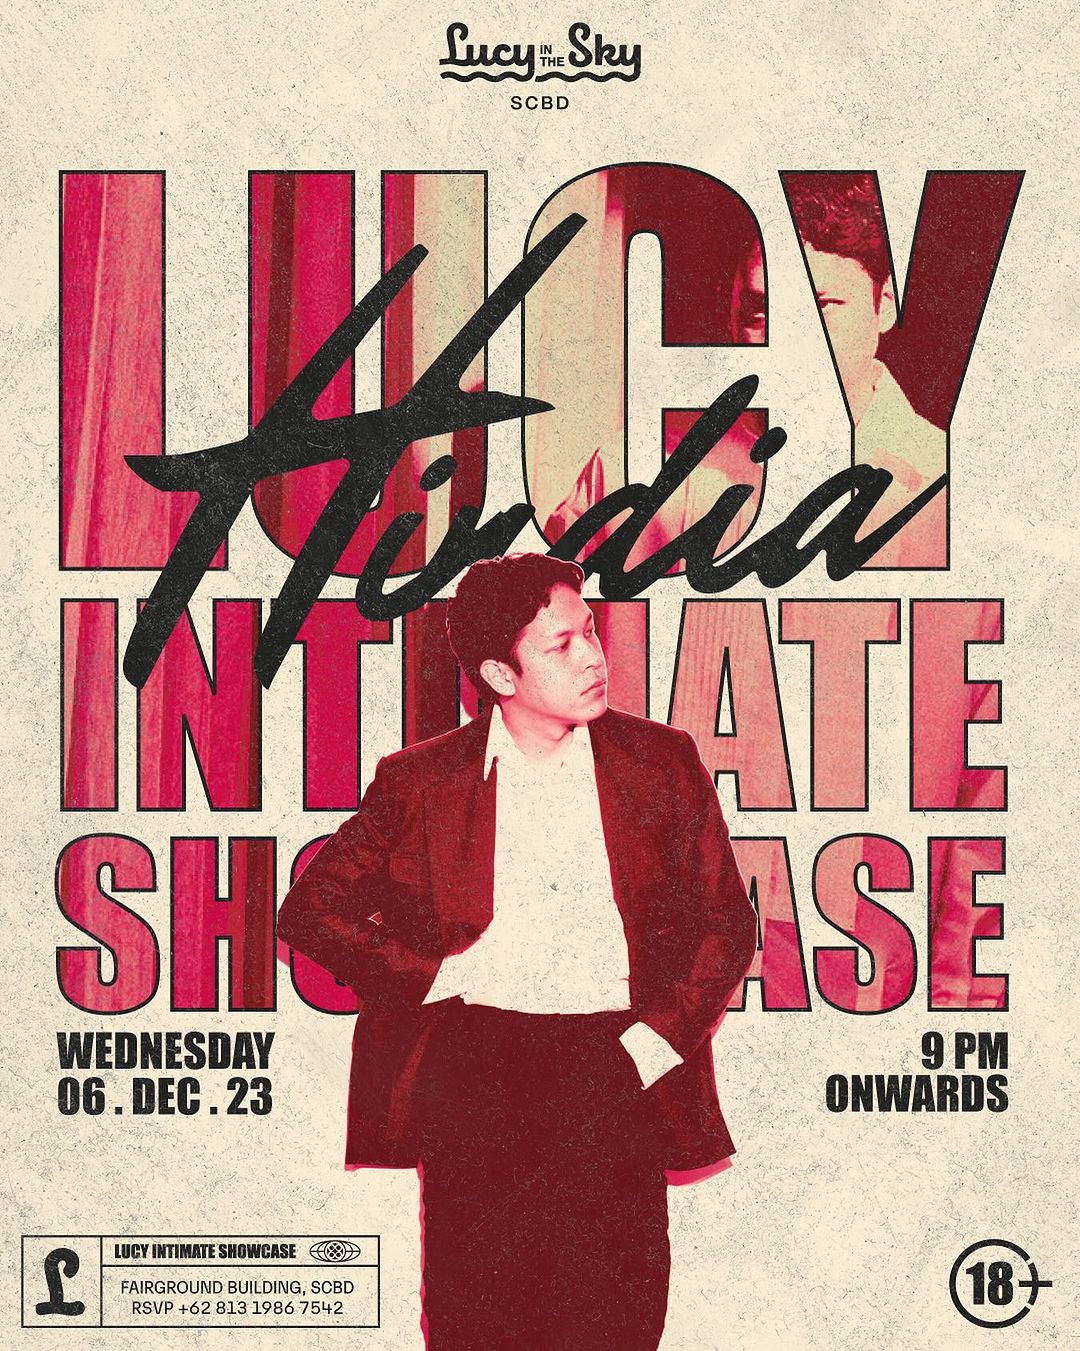 Lucy IN THE Sky
SCBD
LUCY
Hindia
INTIMATE
SHOWCASE
WEDNESDAY
06 . DEC . 23
9 PM
ONWARDS
L
LUCY INTIMATE SHOWCASE
FAIRGROUND BUILDING, SCBD
RSVP +62 813 1986 7542
18+